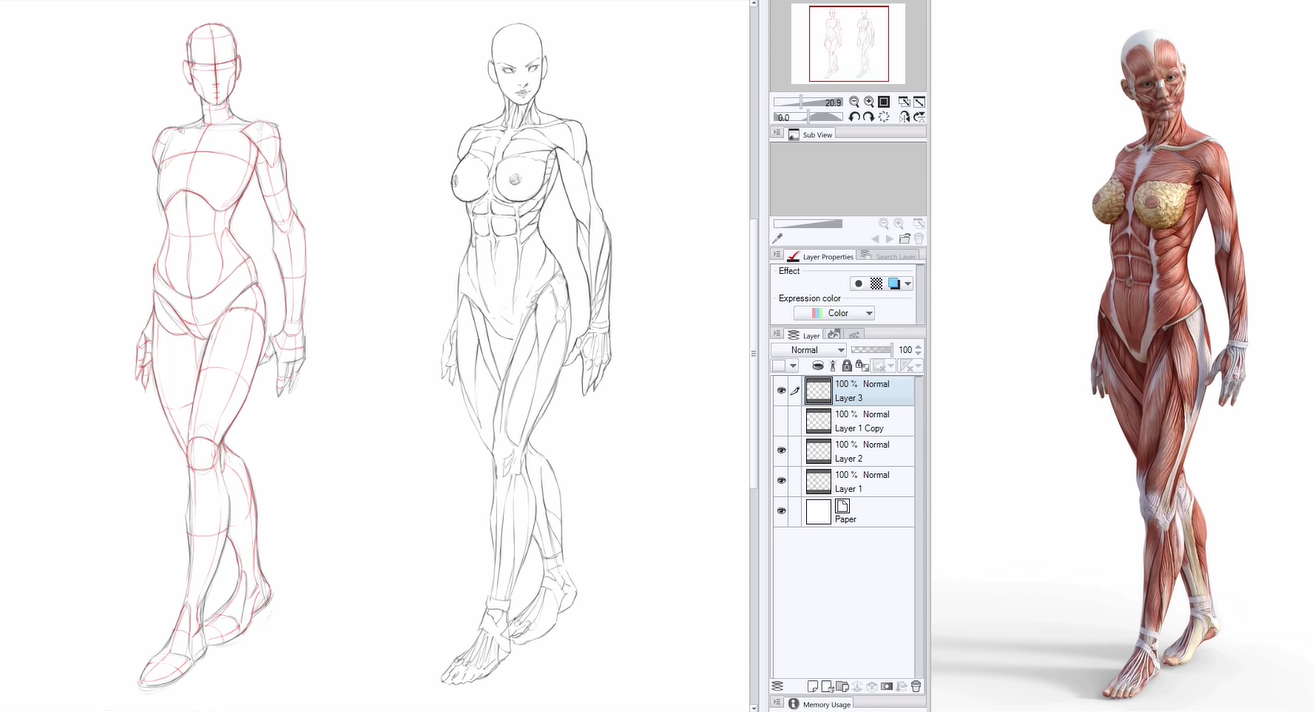 20.9
0.0
Sub View
Layer Properties
Search Layer
Effect
Expression color
Color
Layer
Normal
100
100 % Normal
Layer 3
100 % Normal
Layer 1 Copy
100 % Normal
Layer 2
100 % Normal
Layer 1
Paper
Memory Usage